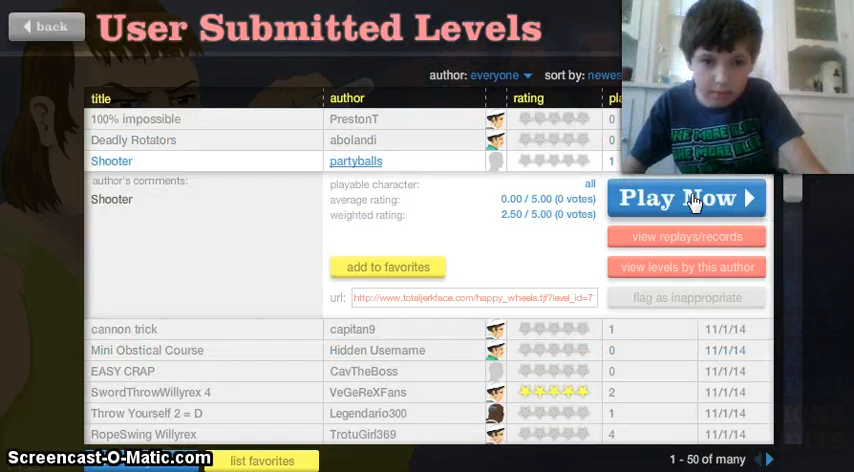 back
User Submitted Levels
author: everyone sort by: newes
title author rating pla
100% impossible PrestonT 0
Deadly Rotators abolandi 0
Shooter partyballs 1
author's comments:
Shooter
playable character: all
average rating: 0.00 / 5.00 (0 votes)
weighted rating: 2.50 / 5.00 (0 votes)
Play Now
view replays/records
add to favorites
view levels by this author
url: http://www.totaljerkface.com/happy_wheels.tjf?level_id=7
flag as inappropriate
cannon trick capitan9 1 11/1/14
Mini Obstical Course Hidden Username 0 11/1/14
EASY CRAP CavTheBoss 0 11/1/14
SwordThrowWillyrex 4 VeGeReXFans 2 11/1/14
Throw Yourself 2 = D Legendario300 1 11/1/14
RopeSwing Willyrex TrotuGirl369 4 11/1/14
Screencast-O-Matic.com
list favorites
1 - 50 of many